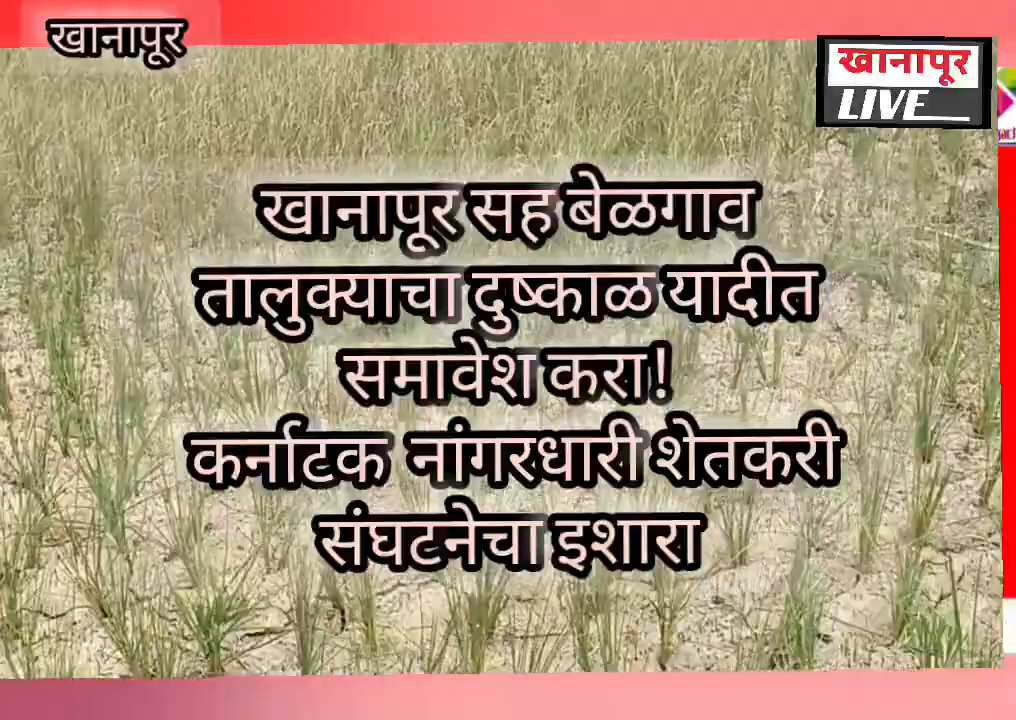 खानापूर
खानापूर
LIVE
खानापूर सह बेळगाव
तालुक्याचा दुष्काळ यादीत
समावेश करा!
कर्नाटक नांगरधारी शेतकरी
संघटनेचा इशारा